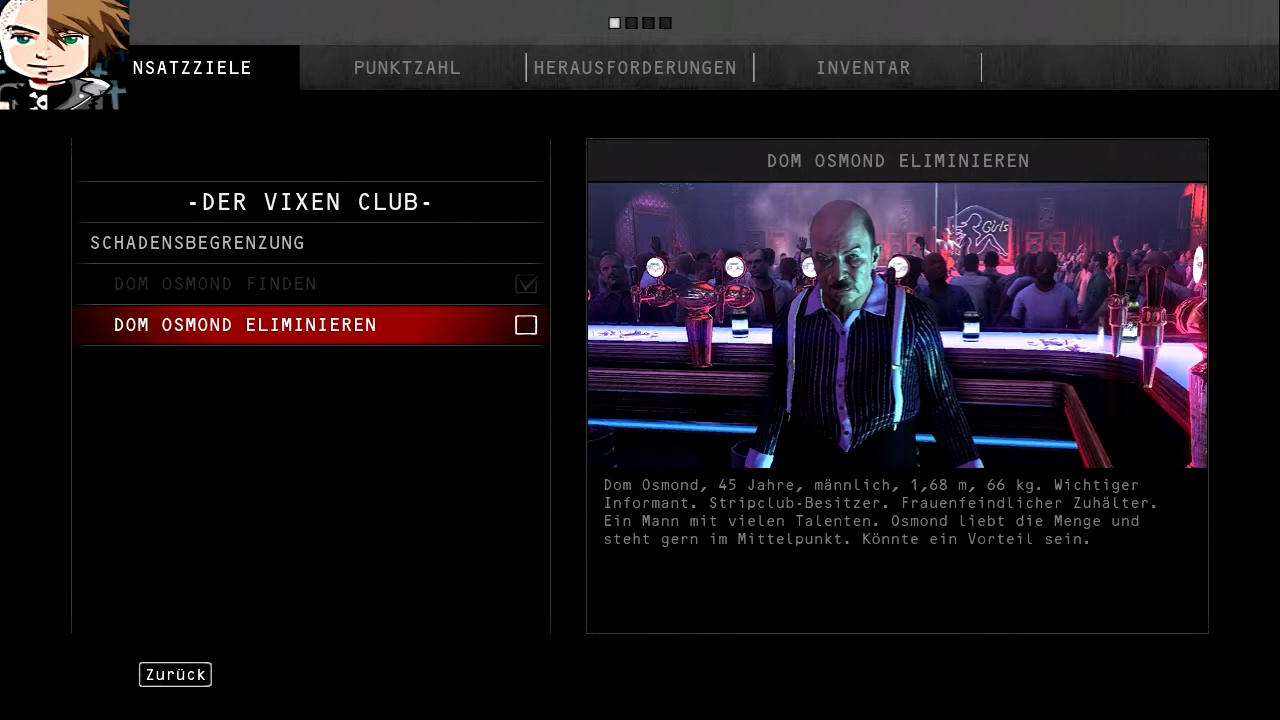 NSATZZIELE
PUNKTZAHL
HERAUSFORDERUNGEN
INVENTAR
-DER VIXEN CLUB-
SCHADENSBEGRENZUNG
DOM OSMOND FINDEN
DOM OSMOND ELIMINIEREN
DOM OSMOND ELIMINIEREN
Girls
Dom Osmond, 45 Jahre, männlich, 1,68 m, 66 kg. Wichtiger
Informant. Stripclub-Besitzer. Frauenfeindlicher Zuhälter.
Ein Mann mit vielen Talenten. Osmond liebt die Menge und
steht gern im Mittelpunkt. Könnte ein Vorteil sein.
Zurück